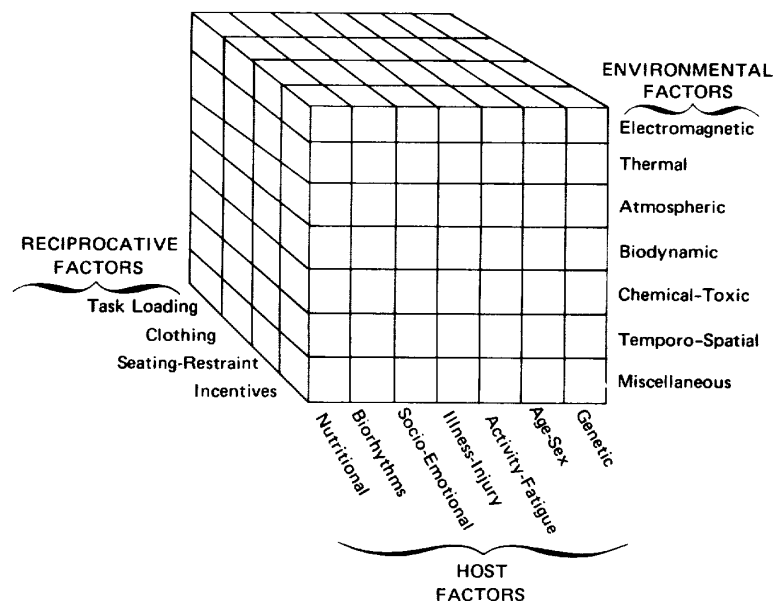 ENVIRONMENTAL
FACTORS
Electromagnetic
Thermal
Atmospheric
Biodynamic
Chemical-Toxic
Temporo-Spatial
Miscellaneous
RECIPROCATIVE
FACTORS
Task Loading
Clothing
Seating-Restraint
Incentives
Nutritional
Biorhythms
Socio-Emotional
Illness-Injury
Activity-Fatigue
Age-Sex
Genetic
HOST
FACTORS